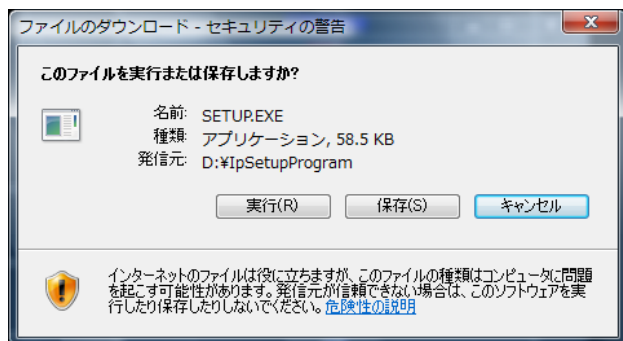 ファイルのダウンロード - セキュリティの警告
このファイルを実行または保存しますか?
名前: SETUP.EXE
種類: アプリケーション, 58.5 KB
発信元: D:¥IpSetupProgram
実行(R) 保存(S) キャンセル
インターネットのファイルは役に立ちますが、このファイルの種類はコンピュータに問題
を起こす可能性があります。発信元が信頼できない場合は、このソフトウェアを実
行したり保存したりしないでください。危険性の説明